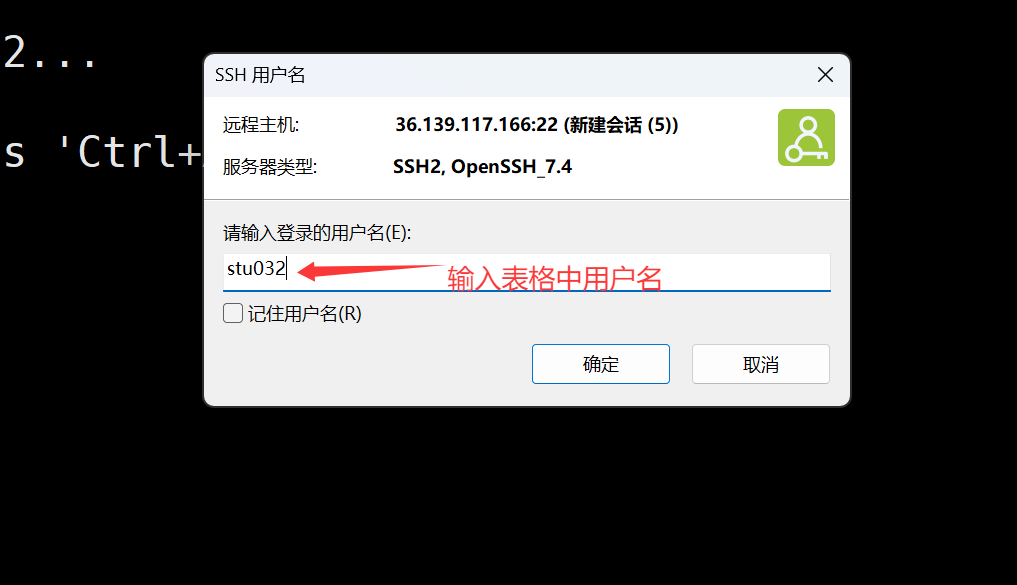 2...
SSH 用户名
远程主机: 36.139.117.166:22 (新建会话 (5))
s 'Ctrl+
服务器类型: SSH2, OpenSSH_7.4
请输入登录的用户名(E):
stu032
输入表格中用户名
记住用户名(R)
确定 取消